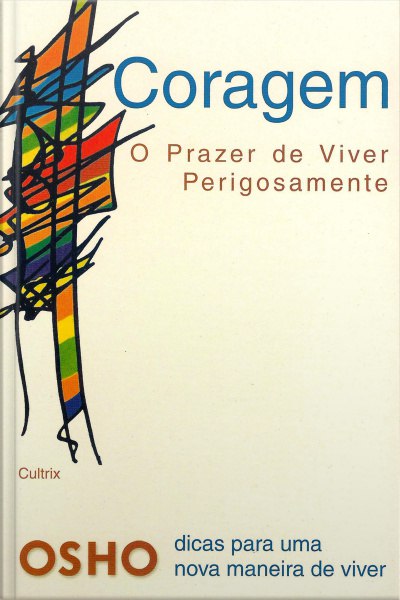 Coragem
O Prazer de Viver
Perigosamente
Cultrix
OSHO
dicas para uma
nova maneira de viver